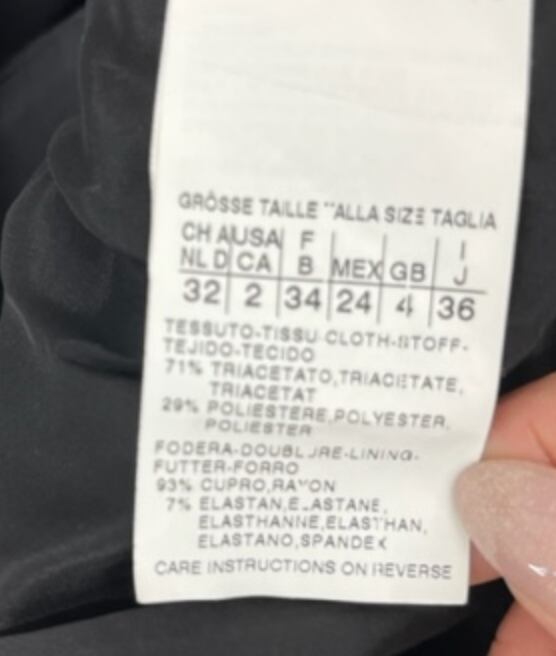 GRÖSSE TAILLE "ALLA SIZE TAGLIA
CH A USA F I
NL D CA B MEX GB J
32 2 34 24 4 36
TESSUTO-TISSU CLOTH-STOFF-
TEJIDO-TECIDO
71% TRIACETATO,TRIACETATE,
TRIACETAT
29% POLIESTERE,POLYESTER,
POLIESTER
FODERA-DOUBLURE-LINING-
FUTTER-FORRO
93% CUPRO,RAYON
7% ELASTAN,ELASTANE,
ELASTHANNE,ELASTHAN,
ELASTANO,SPANDEX
CARE INSTRUCTIONS ON REVERSE